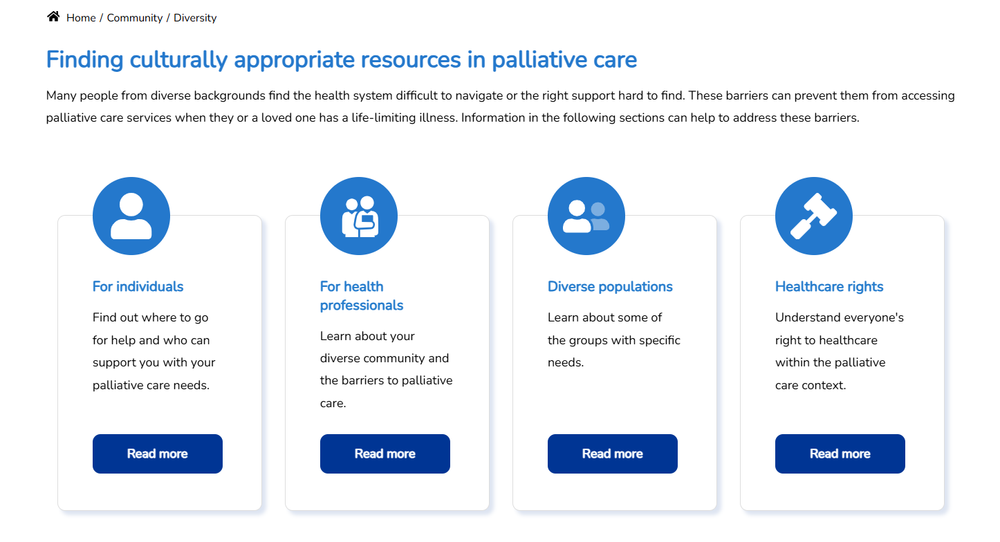 Home / Community / Diversity
Finding culturally appropriate resources in palliative care
Many people from diverse backgrounds find the health system difficult to navigate or the right support hard to find. These barriers can prevent them from accessing
palliative care services when they or a loved one has a life-limiting illness. Information in the following sections can help to address these barriers.
For individuals
Find out where to go
for help and who can
support you with your
palliative care needs.
Read more
For health
professionals
Learn about your
diverse community and
the barriers to palliative
care.
Read more
Diverse populations
Learn about some of
the groups with specific
needs.
Read more
Healthcare rights
Understand everyone's
right to healthcare
within the palliative
care context.
Read more